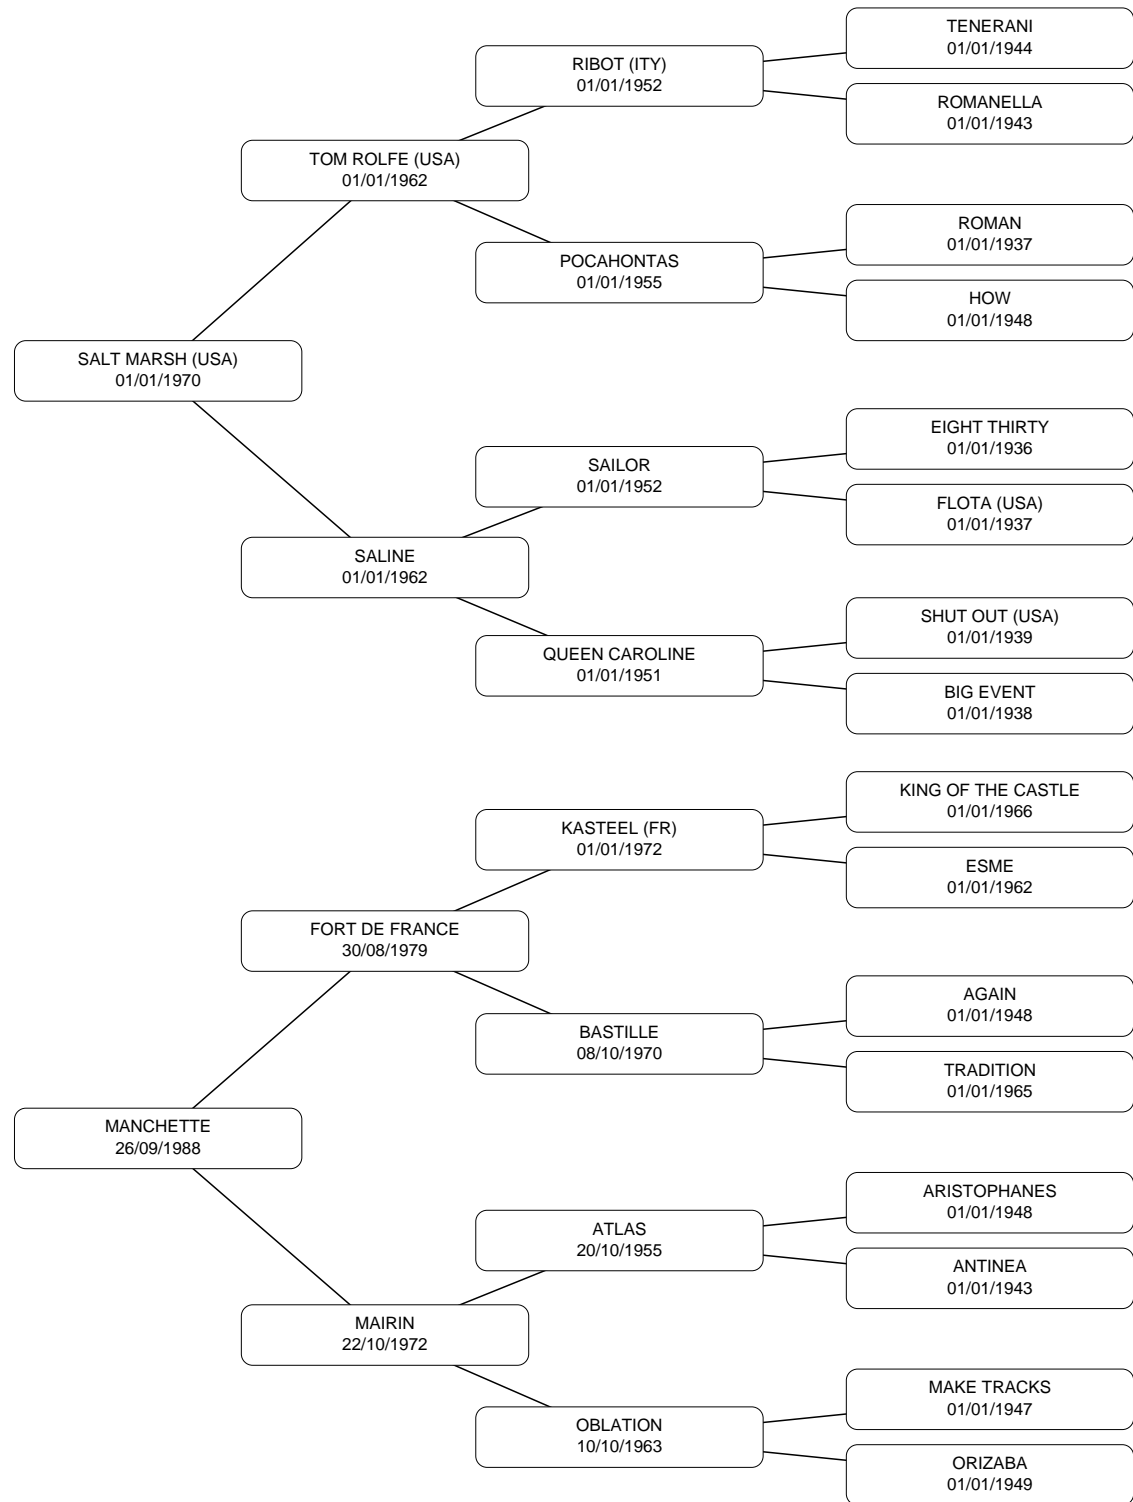 TENERANI
01/01/1944
RIBOT (ITY)
01/01/1952
ROMANELLA
01/01/1943
TOM ROLFE (USA)
01/01/1962
ROMAN
01/01/1937
POCAHONTAS
01/01/1955
HOW
01/01/1948
SALT MARSH (USA)
01/01/1970
EIGHT THIRTY
01/01/1936
SAILOR
01/01/1952
FLOTA (USA)
01/01/1937
SALINE
01/01/1962
SHUT OUT (USA)
01/01/1939
QUEEN CAROLINE
01/01/1951
BIG EVENT
01/01/1938
KING OF THE CASTLE
01/01/1966
KASTEEL (FR)
01/01/1972
ESME
01/01/1962
FORT DE FRANCE
30/08/1979
AGAIN
01/01/1948
BASTILLE
08/10/1970
TRADITION
01/01/1965
MANCHETTE
26/09/1988
ARISTOPHANES
01/01/1948
ATLAS
20/10/1955
ANTINEA
01/01/1943
MAIRIN
22/10/1972
MAKE TRACKS
01/01/1947
OBLATION
10/10/1963
ORIZABA
01/01/1949